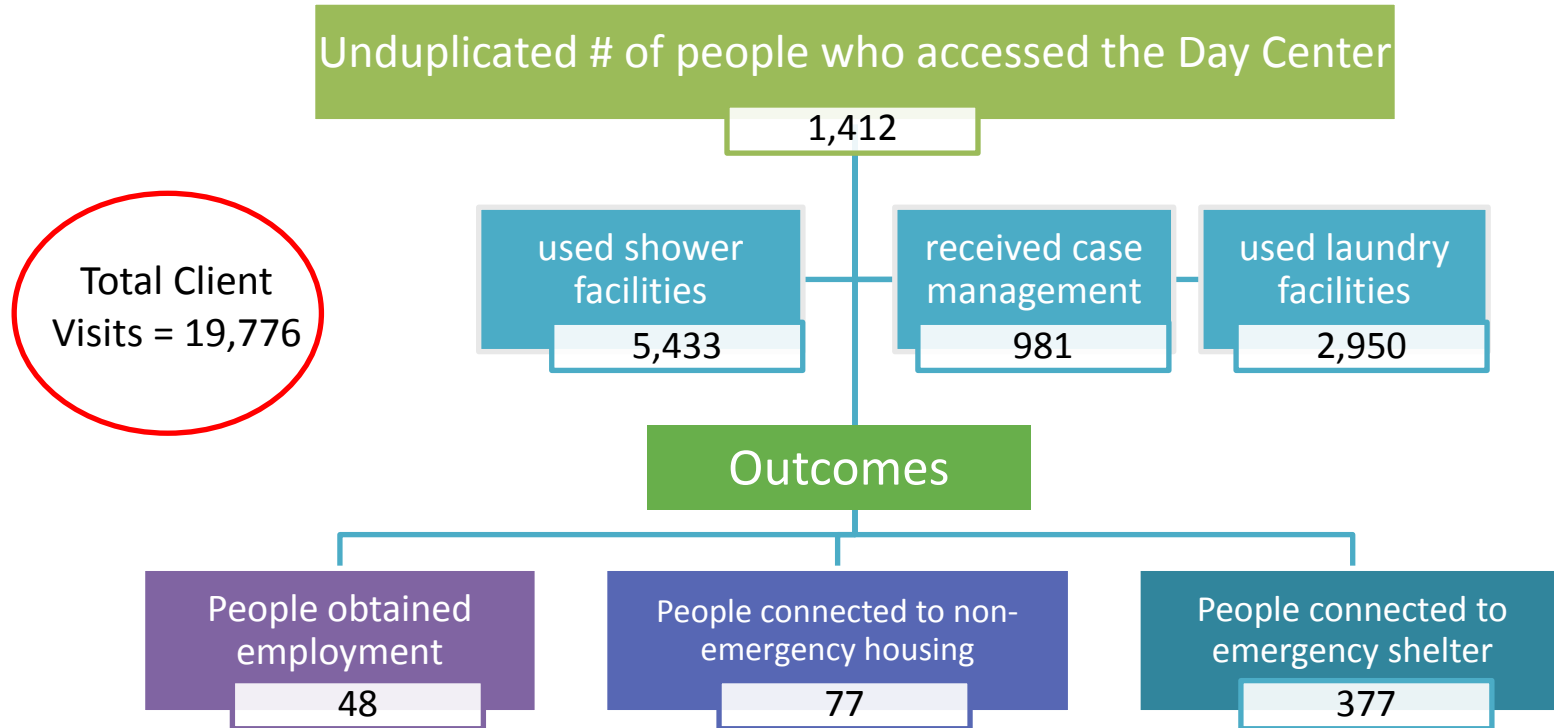 Unduplicated # of people who accessed the Day Center
1,412
Total Client
Visits = 19,776
used shower
facilities
5,433
received case
management
981
used laundry
facilities
2,950
Outcomes
People obtained
employment
48
People connected to non-
emergency housing
77
People connected to
emergency shelter
377